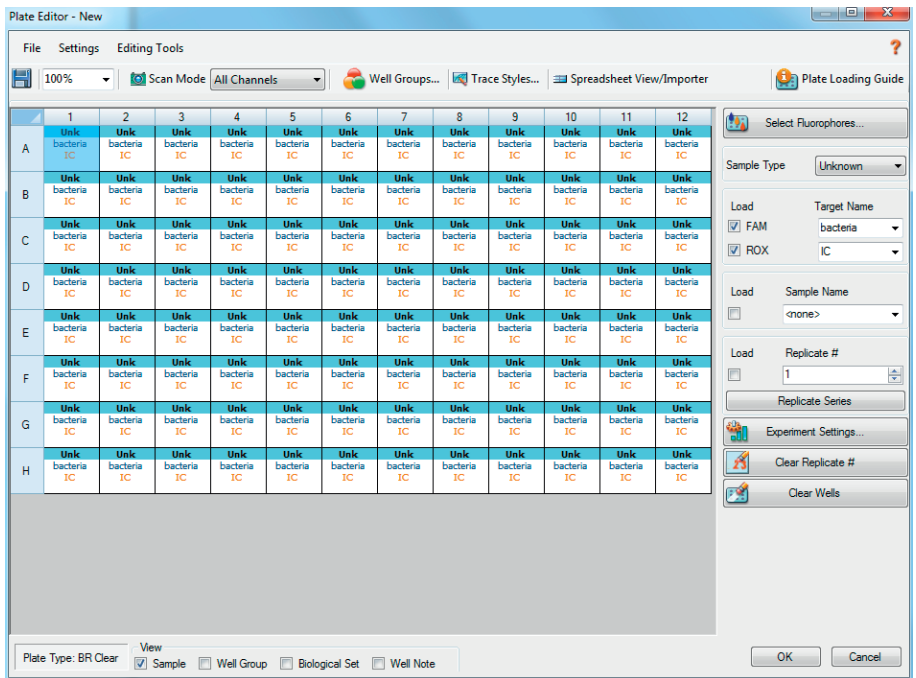 Plate Editor - New
File Settings Editing Tools ?
100% Scan Mode All Channels Well Groups... Trace Styles... Spreadsheet View/Importer Plate Loading Guide
1 2 3 4 5 6 7 8 9 10 11 12
Unk Unk Unk Unk Unk Unk Unk Unk Unk Unk Unk Unk
A bacteria bacteria bacteria bacteria bacteria bacteria bacteria bacteria bacteria bacteria bacteria bacteria
IC IC IC IC IC IC IC IC IC IC IC IC
Unk Unk Unk Unk Unk Unk Unk Unk Unk Unk Unk Unk
B bacteria bacteria bacteria bacteria bacteria bacteria bacteria bacteria bacteria bacteria bacteria bacteria
IC IC IC IC IC IC IC IC IC IC IC IC
Unk Unk Unk Unk Unk Unk Unk Unk Unk Unk Unk Unk
C bacteria bacteria bacteria bacteria bacteria bacteria bacteria bacteria bacteria bacteria bacteria bacteria
IC IC IC IC IC IC IC IC IC IC IC IC
Unk Unk Unk Unk Unk Unk Unk Unk Unk Unk Unk Unk
D bacteria bacteria bacteria bacteria bacteria bacteria bacteria bacteria bacteria bacteria bacteria bacteria
IC IC IC IC IC IC IC IC IC IC IC IC
Unk Unk Unk Unk Unk Unk Unk Unk Unk Unk Unk Unk
E bacteria bacteria bacteria bacteria bacteria bacteria bacteria bacteria bacteria bacteria bacteria bacteria
IC IC IC IC IC IC IC IC IC IC IC IC
Unk Unk Unk Unk Unk Unk Unk Unk Unk Unk Unk Unk
F bacteria bacteria bacteria bacteria bacteria bacteria bacteria bacteria bacteria bacteria bacteria bacteria
IC IC IC IC IC IC IC IC IC IC IC IC
Unk Unk Unk Unk Unk Unk Unk Unk Unk Unk Unk Unk
G bacteria bacteria bacteria bacteria bacteria bacteria bacteria bacteria bacteria bacteria bacteria bacteria
IC IC IC IC IC IC IC IC IC IC IC IC
Unk Unk Unk Unk Unk Unk Unk Unk Unk Unk Unk Unk
H bacteria bacteria bacteria bacteria bacteria bacteria bacteria bacteria bacteria bacteria bacteria bacteria
IC IC IC IC IC IC IC IC IC IC IC IC
Select Fluorophores...
Sample Type Unknown
Load Target Name
FAM bacteria
ROX IC
Load Sample Name
<none>
Load Replicate #
1
Replicate Series
Experiment Settings...
Clear Replicate #
Clear Wells
Plate Type: BR Clear
View
Sample Well Group Biological Set Well Note
OK Cancel